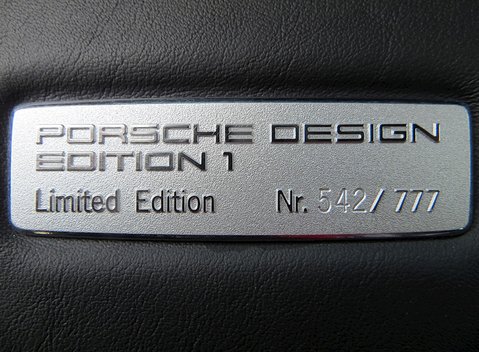 PORSCHE DESIGN
EDITION 1
Limited Edition Nr. 542/ 777